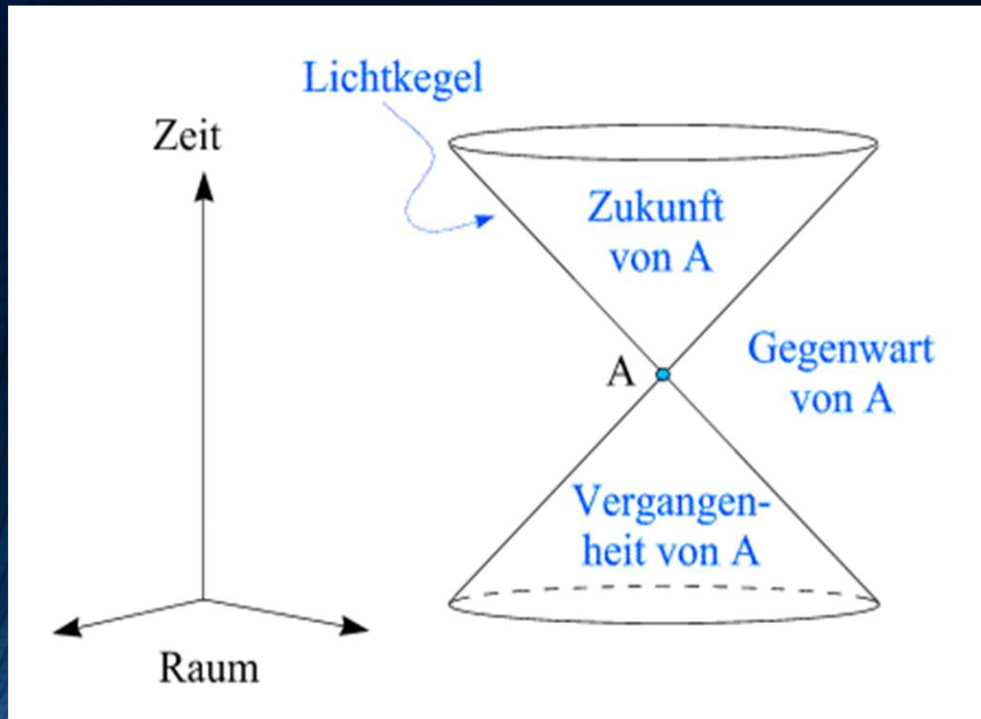 Lichtkegel
Zeit
Zukunft
von A
Gegenwart
von A
A
Vergangen-
heit von A
Raum